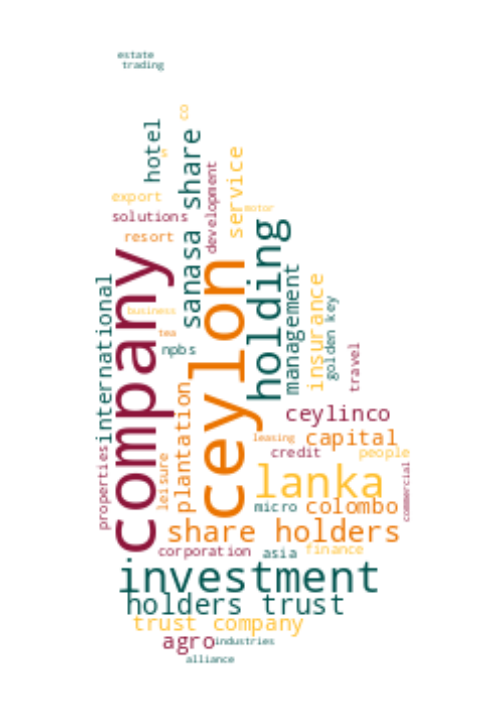 estate
trading
co
hotel
sanasa share
service
development
export
motor
solutions
resort
company
ceylon
holding
international
management
insurance
golden key
business
tea
npbs
travel
plantation
ceylinco
leasing
capital
credit
people
properties
leisure
lanka
commercial
micro
colombo
share holders
corporation
asia
finance
investment
holders trust
trust company
agro
industries
alliance